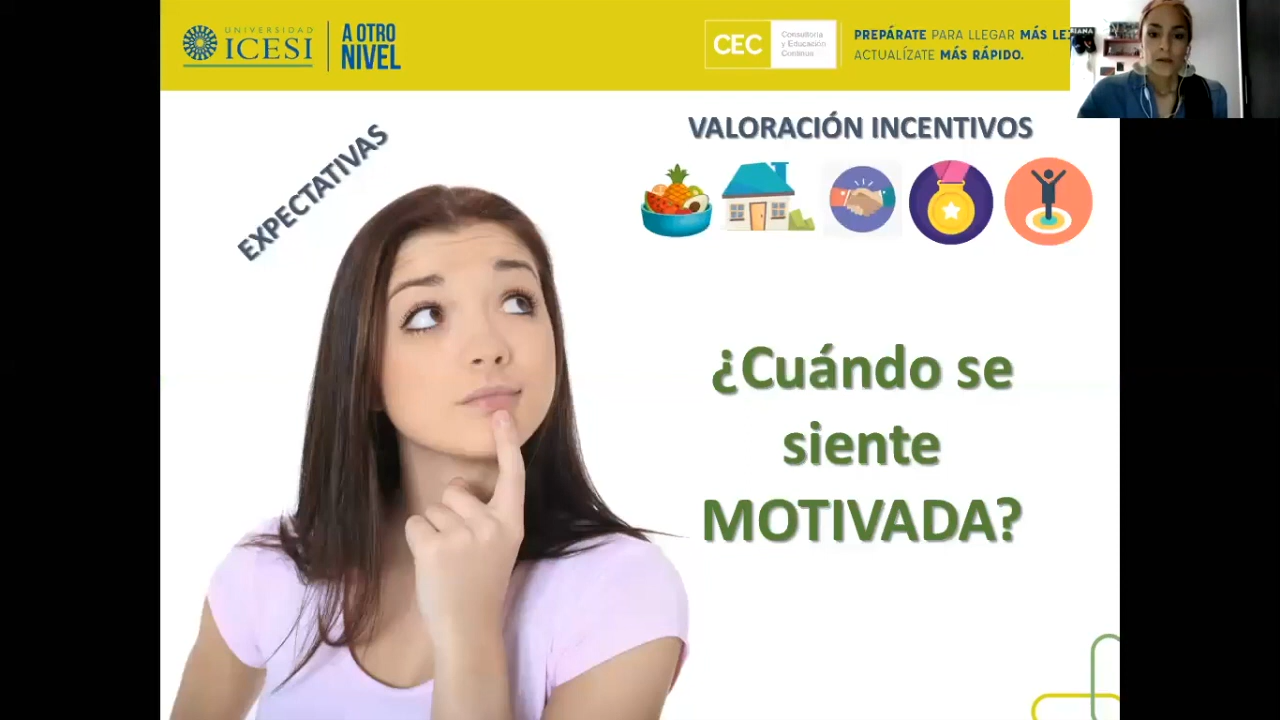 UNIVERSIDAD
ICESI
A OTRO
NIVEL
CEC
Consultoría
y Educación
Continua
PREPÁRATE PARA LLEGAR MÁS
ACTUALÍZATE MÁS RÁPIDO.
EXPECTATIVAS
VALORACIÓN INCENTIVOS
¿Cuándo se
siente
MOTIVADA?